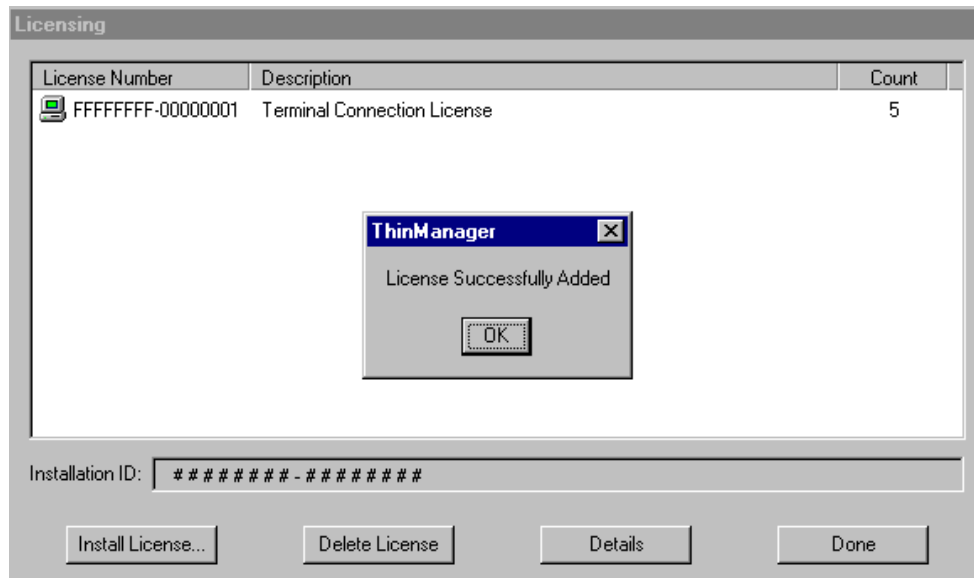 Licensing
License Number Description Count
FFFFFFFF-00000001 Terminal Connection License 5
ThinManager
License Successfully Added
OK
Installation ID: ########-########
Install License... Delete License Details Done